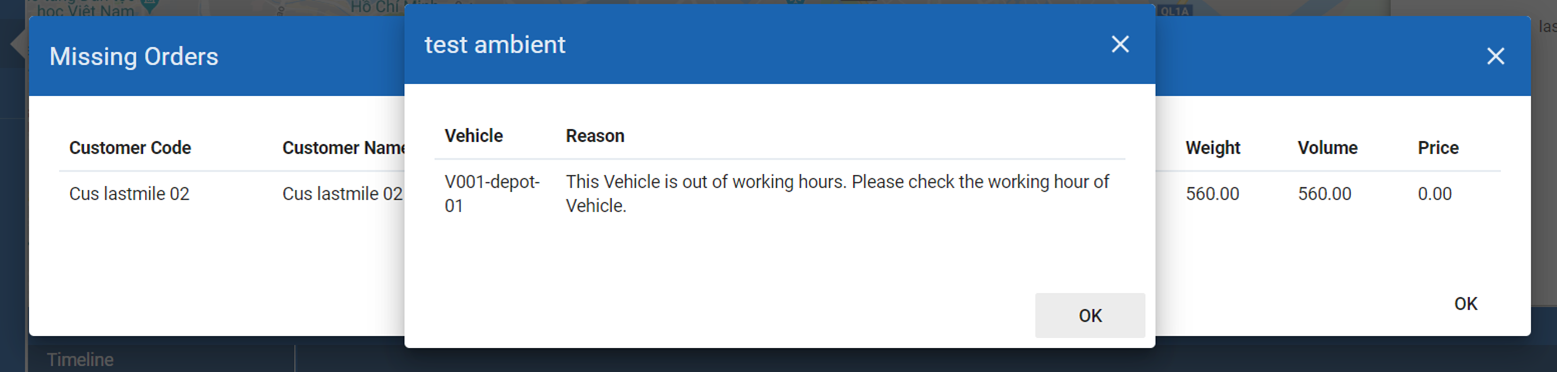 học Việt Nam
QL1A
las
Missing Orders
test ambient
Customer Code
Customer Name
Weight
Volume
Price
Cus lastmile 02
Cus lastmile 02
560.00
560.00
0.00
Vehicle
Reason
V001-depot-
01
This Vehicle is out of working hours. Please check the working hour of
Vehicle.
OK
OK
Timeline